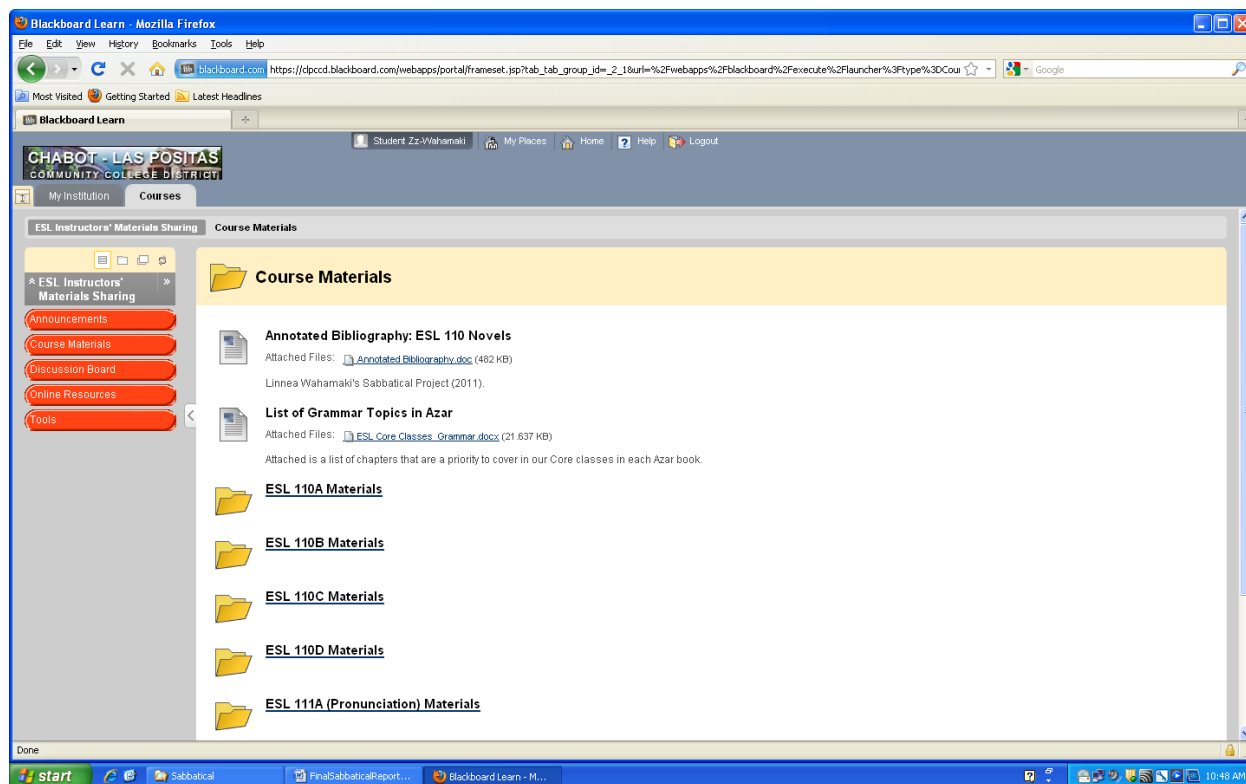 Blackboard Learn - Mozilla Firefox
File Edit View History Bookmarks Tools Help
blackboard.com https://clpccd.blackboard.com/webapps/portal/frameset.jsp?tab_tab_group_id=_2_1&url=%2Fwebapps%2Fblackboard%2Fexecute%2Flauncher%3Ftype%3DCour Google
Most Visited Getting Started Latest Headlines
Blackboard Learn
Student Zz-Wahamaki My Places Home Help Logout
CHABOT - LAS POSITAS
COMMUNITY COLLEGE DISTRICT
My Institution Courses
ESL Instructors' Materials Sharing Course Materials
ESL Instructors' Materials Sharing
Announcements
Course Materials
Discussion Board
Online Resources
Tools
Course Materials
Annotated Bibliography: ESL 110 Novels
Attached Files: Annotated Bibliography.doc (482 KB)
Linnea Wahamaki's Sabbatical Project (2011).
List of Grammar Topics in Azar
Attached Files: ESL Core Classes_Grammar.docx (21.637 KB)
Attached is a list of chapters that are a priority to cover in our Core classes in each Azar book.
ESL 110A Materials
ESL 110B Materials
ESL 110C Materials
ESL 110D Materials
ESL 111A (Pronunciation) Materials
Done
start Sabbatical FinalSabbaticalReport... Blackboard Learn - M... 10:48 AM